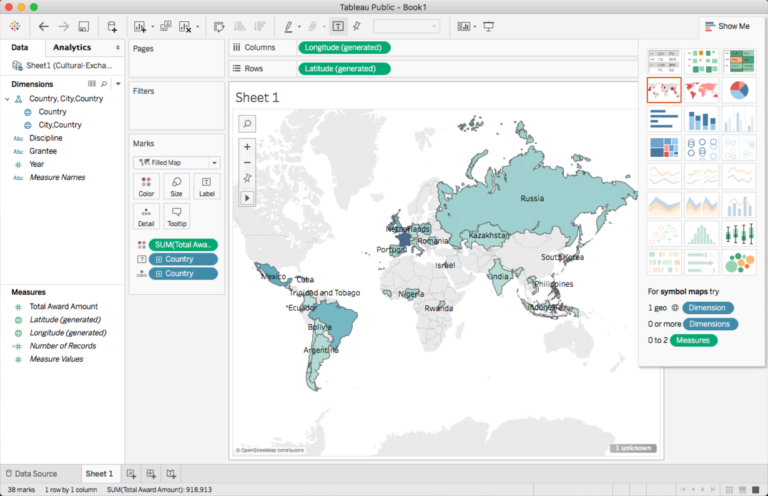 Tableau Public - Book1
Show Me
Data
Analytics
Pages
Columns
Longitude (generated)
Sheet1 (Cultural-Excha...
Rows
Latitude (generated)
Dimensions
Filters
Sheet 1
Country, City,Country
Country
City,Country
Abc Discipline
Abc Grantee
Year
Abc Measure Names
Marks
Filled Map
Color
Size
Label
Detail
Tooltip
SUM(Total Awa..
Country
Country
Russia
Netherlands
Kazakhstan
Romania
Portugal
Israel
South Korea
Mexico
Cuba
India
Trinidad and Tobago
Nigeria
Philippines
Ecuador
Rwanda
Indonesia
Bolivia
Argentina
For symbol maps try
1 geo Dimension
0 or more Dimensions
0 to 2 Measures
Measures
Total Award Amount
Latitude (generated)
Longitude (generated)
Number of Records
Measure Values
© OpenStreetMap contributors
1 unknown
Data Source
Sheet 1
38 marks
1 row by 1 column
SUM(Total Award Amount): 918,913